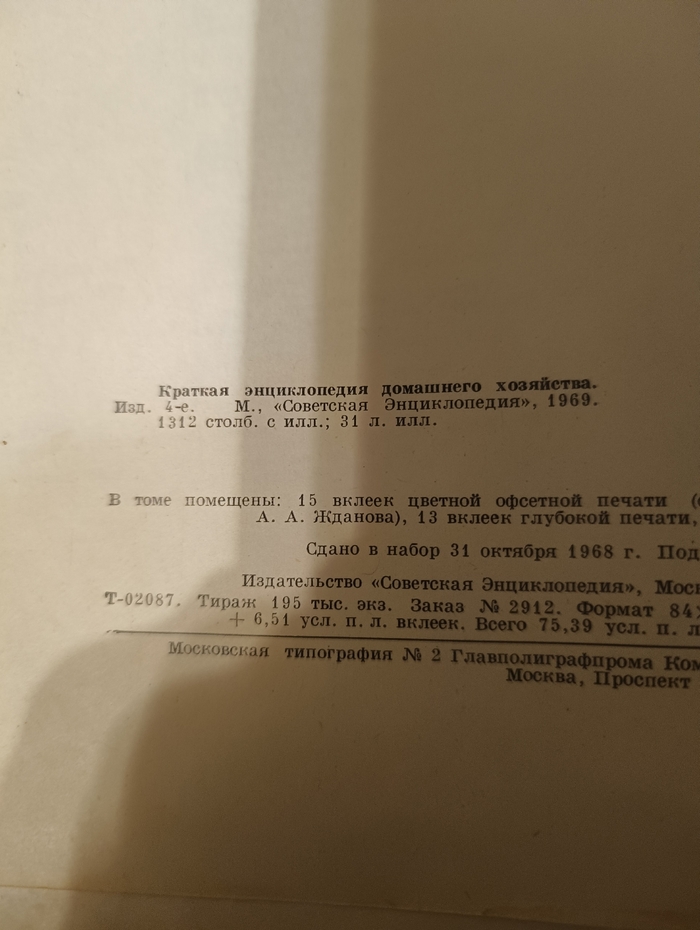 Краткая энциклопедия домашнего хозяйства.
Изд. 4-е. М., «Советская Энциклопедия», 1969.
1312 столб. с илл.; 31 л. илл.
В томе помещены: 15 вклеек цветной офсетной печати
А. А. Жданова), 13 вклеек глубокой печати,
Сдано в набор 31 октября 1968 г.
Издательство «Советская Энциклопедия»,
Т-02087. Тираж 195 тыс. экз. Заказ № 2912. Формат 84
+ 6,51 усл. п. л. вклеек. Всего 75,39 усл. п. л
Московская типография № 2 Главполиграфпрома
Москва, Проспект